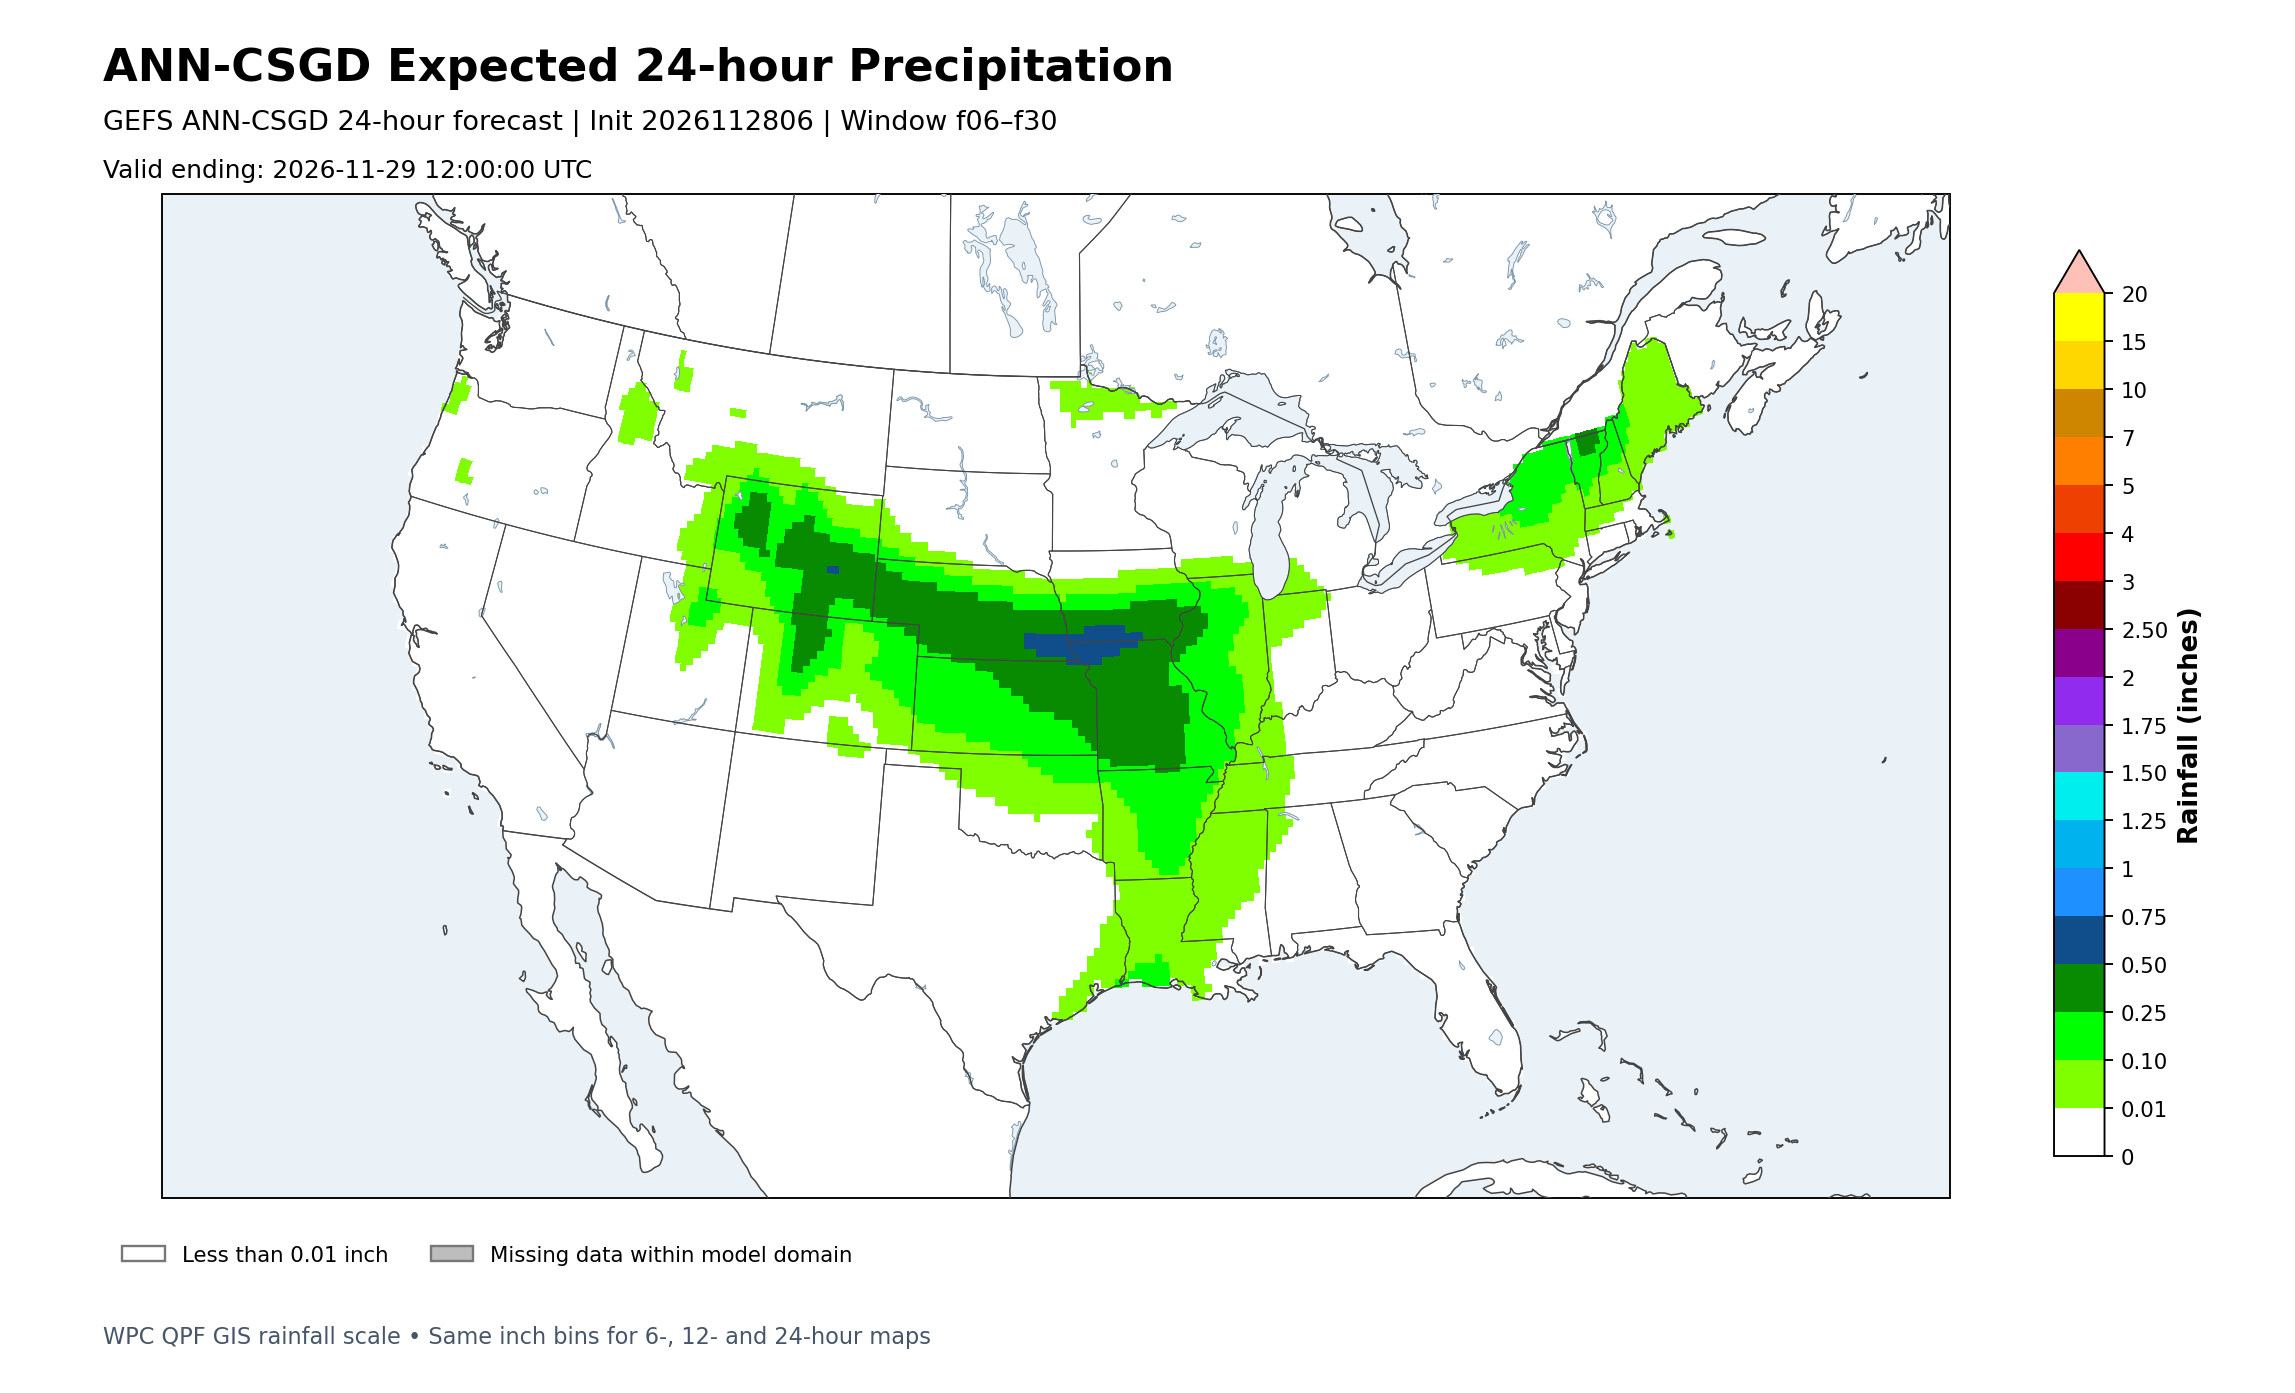 ANN-CSGD Expected 24-hour Precipitation
GEFS ANN-CSGD 24-hour forecast | Init 2026112806 | Window f06–f30
Valid ending: 2026-11-29 12:00:00 UTC
20
15
10
7
5
4
3
2.50
2
1.75
1.50
1.25
1
0.75
0.50
0.25
0.10
0.01
0
Rainfall (inches)
Less than 0.01 inch
Missing data within model domain
WPC QPF GIS rainfall scale • Same inch bins for 6-, 12- and 24-hour maps